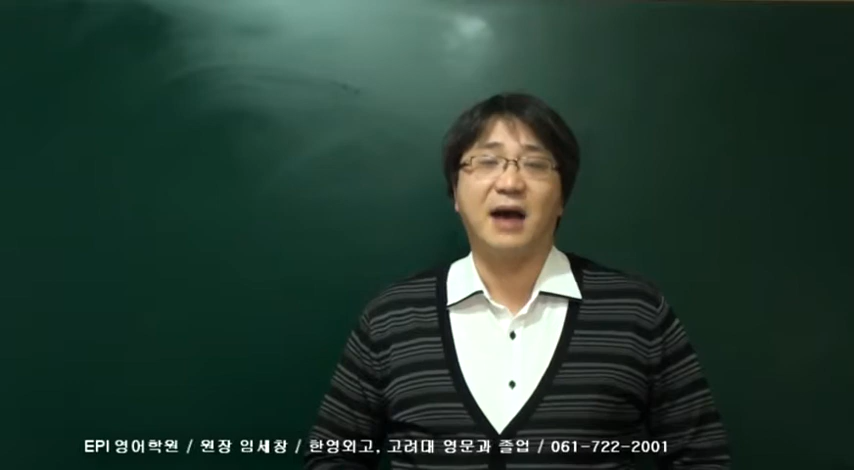 EPI 영어학원 / 원장 임세창 / 한영외고, 고려대 영문과 졸업 / 061-722-2001